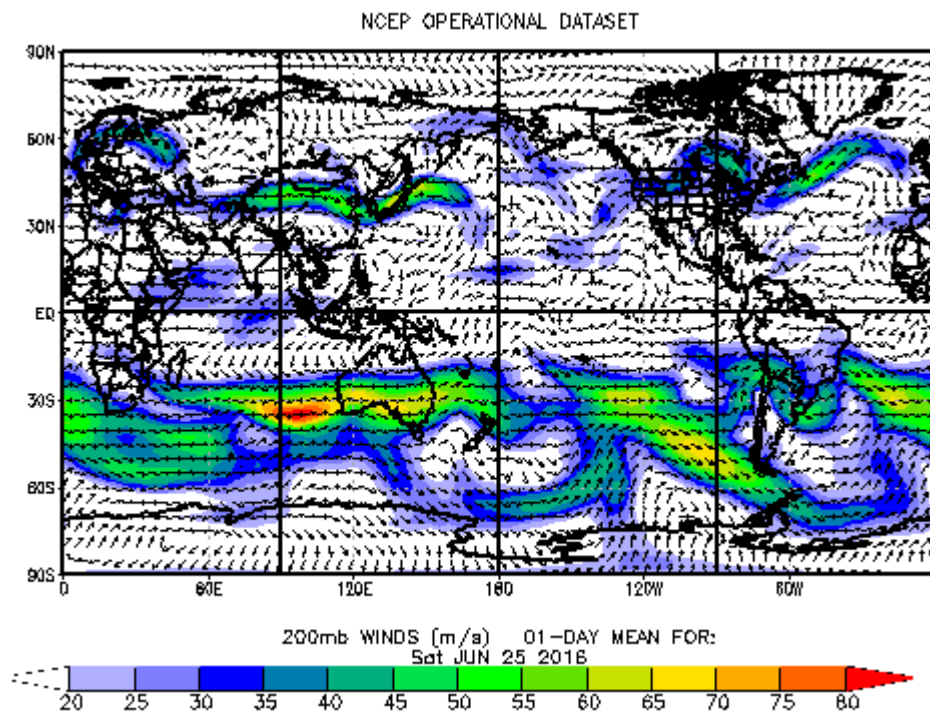 NCEP OPERATIONAL DATASET
90N
60N
30N
EQ
30S
60S
90S
0 60E 120E 180 120W 60W
200mb WINDS (m/s) 01-DAY MEAN FOR:
Sat JUN 25 2016
20 25 30 35 40 45 50 55 60 65 70 75 80